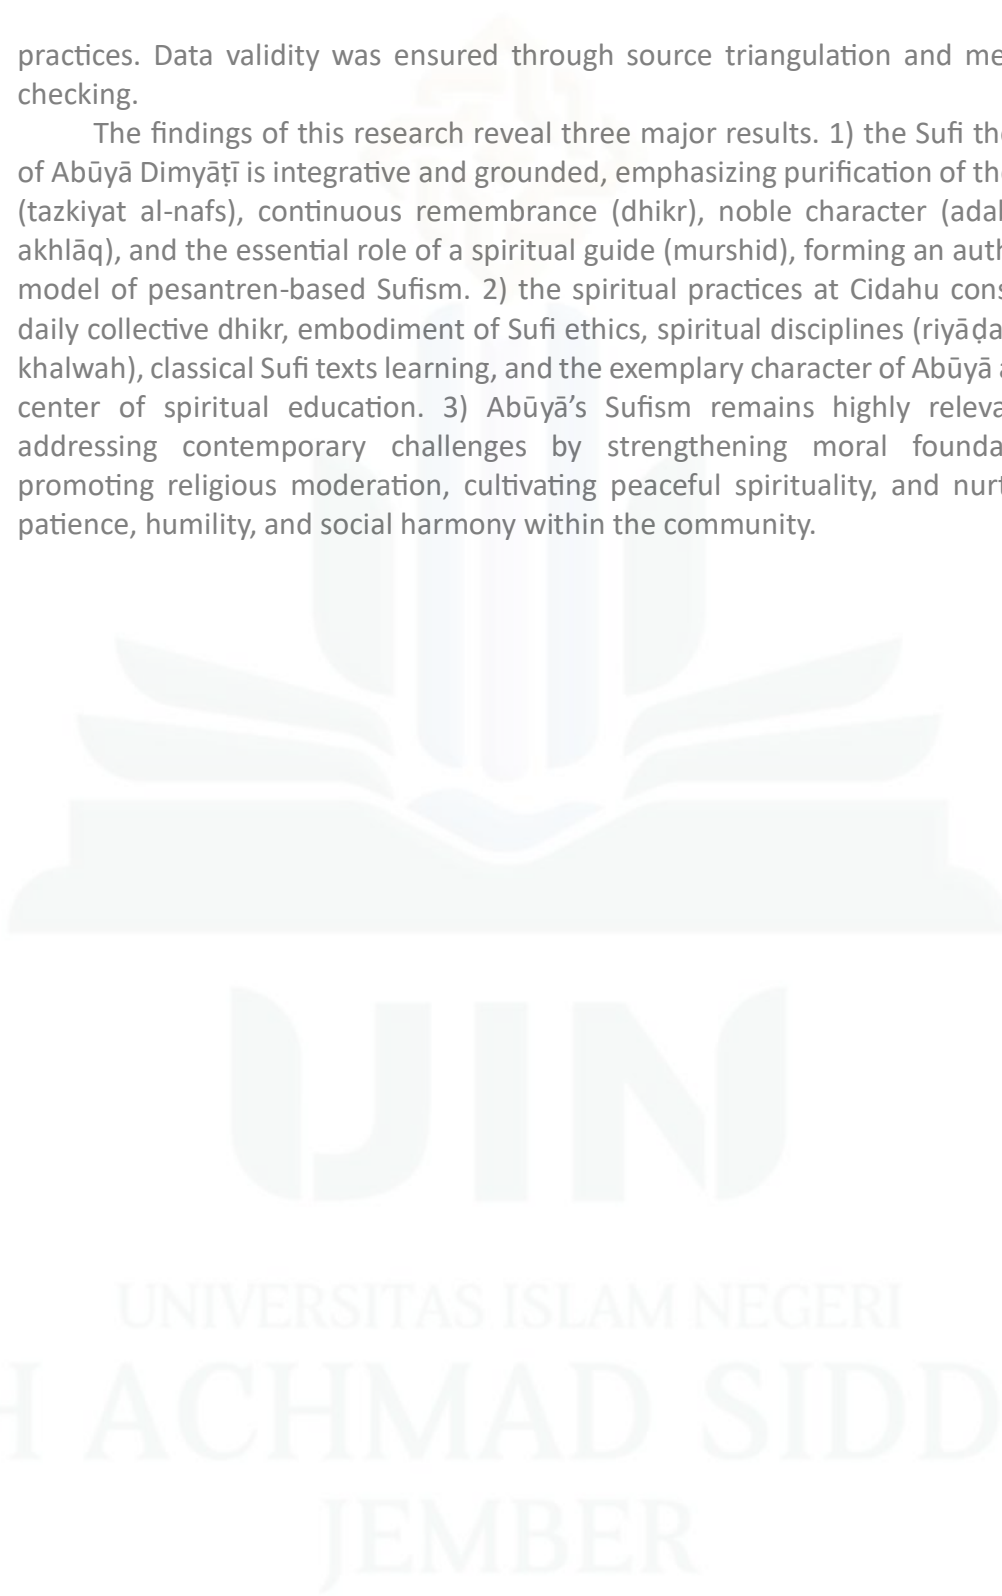 practices. Data validity was ensured through source triangulation and me
checking.
The findings of this research reveal three major results. 1) the Sufi the
of Abūyā Dimyāṭī is integrative and grounded, emphasizing purification of the
(tazkiyat al-nafs), continuous remembrance (dhikr), noble character (adab
akhlāq), and the essential role of a spiritual guide (murshid), forming an auth
model of pesantren-based Sufism. 2) the spiritual practices at Cidahu cons
daily collective dhikr, embodiment of Sufi ethics, spiritual disciplines (riyāḍa
khalwah), classical Sufi texts learning, and the exemplary character of Abūyā a
center of spiritual education. 3) Abūyā’s Sufism remains highly releva
addressing contemporary challenges by strengthening moral founda
promoting religious moderation, cultivating peaceful spirituality, and nurt
patience, humility, and social harmony within the community.
UIN
UNIVERSITAS ISLAM NEGERI
H ACHMAD SIDD
JEMBER